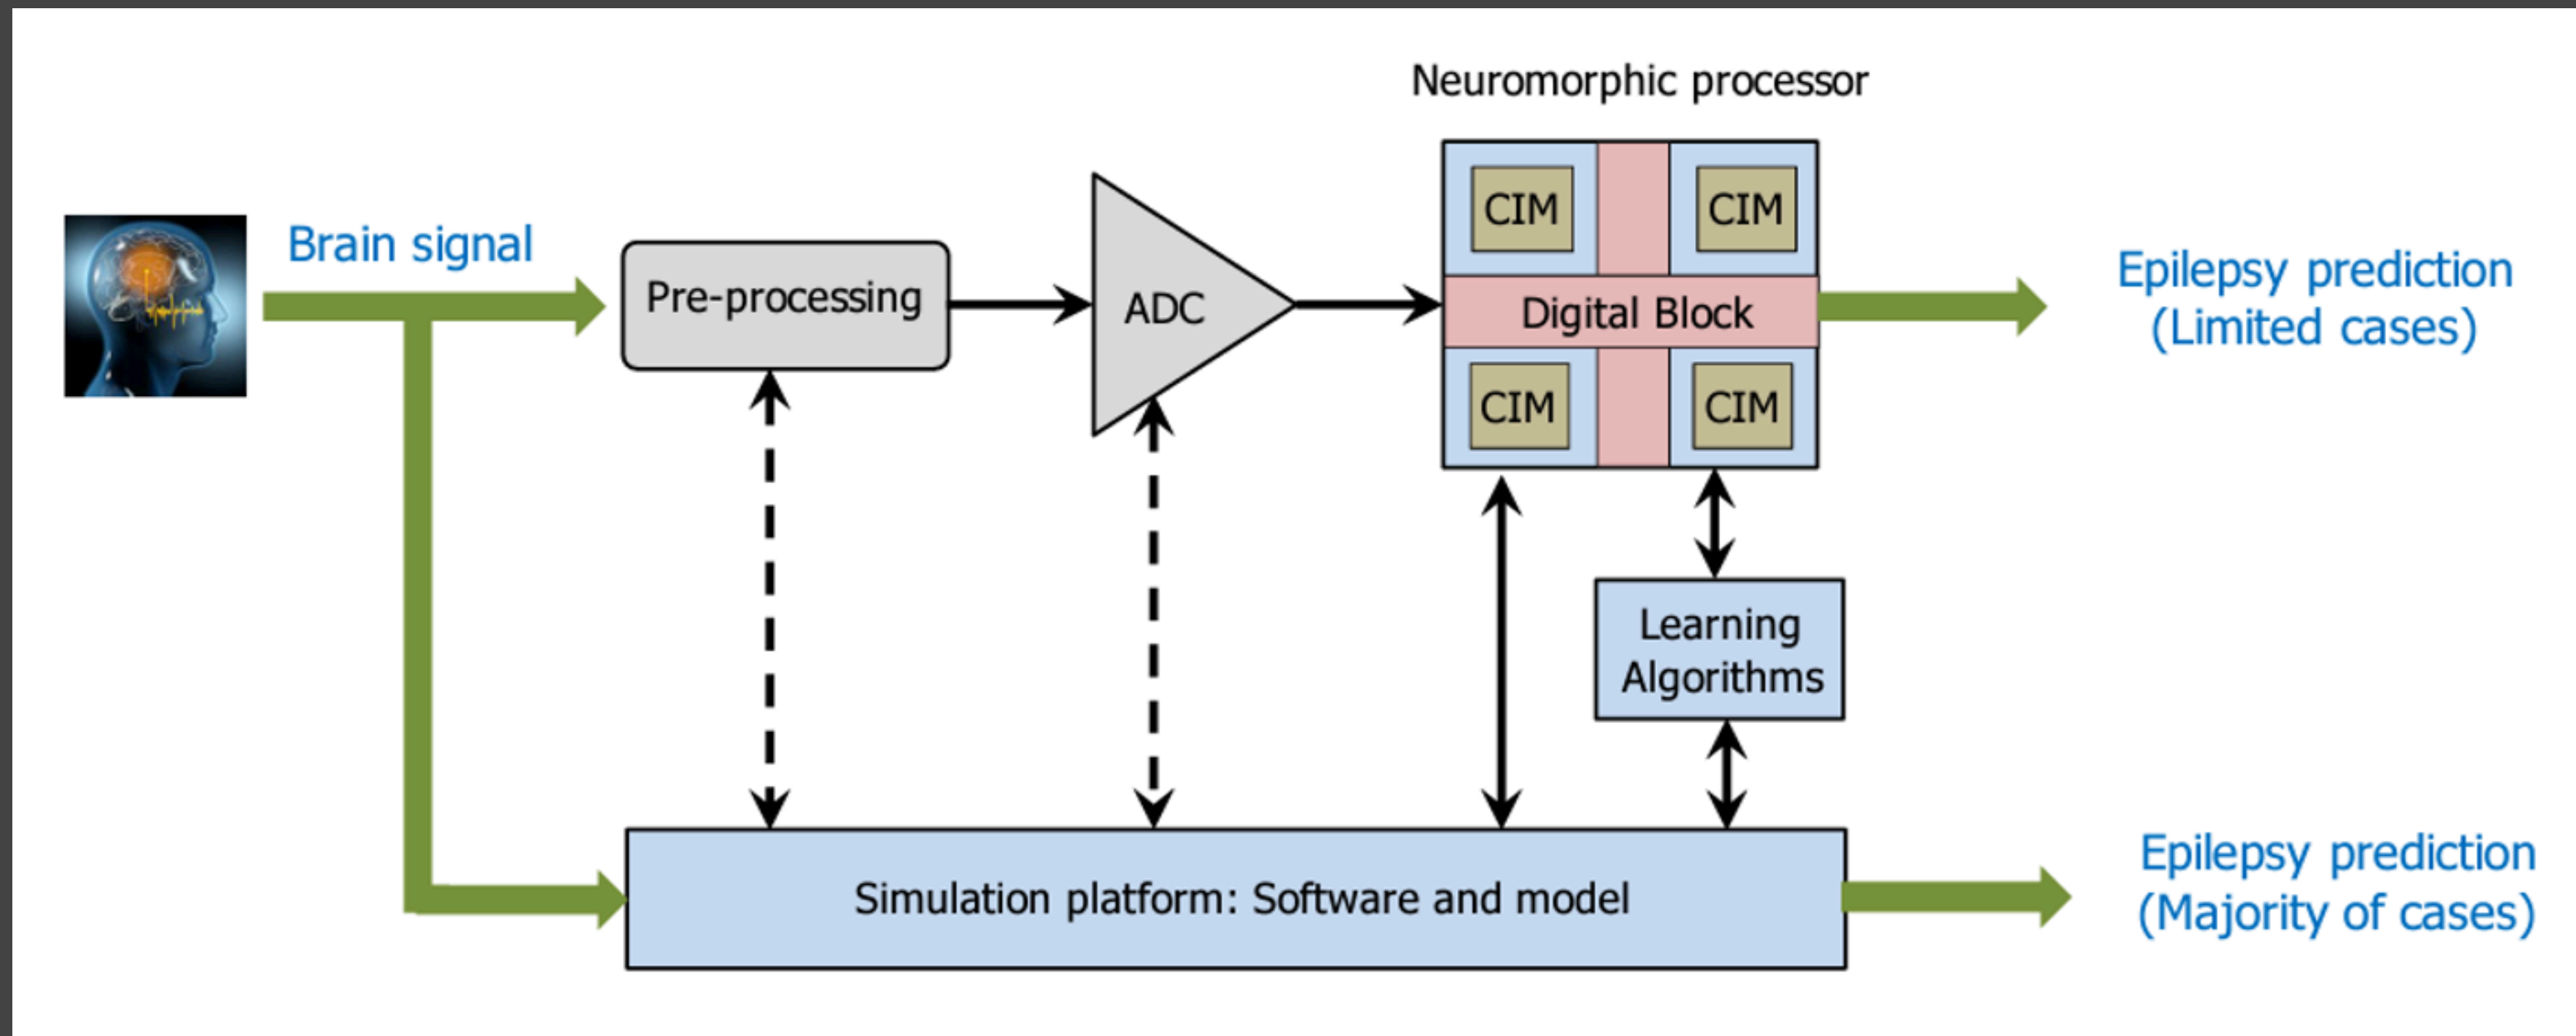 Neuromorphic processor
Brain signal
Pre-processing
ADC
CIM
CIM
Digital Block
CIM
CIM
Epilepsy prediction
(Limited cases)
Learning
Algorithms
Simulation platform: Software and model
Epilepsy prediction
(Majority of cases)